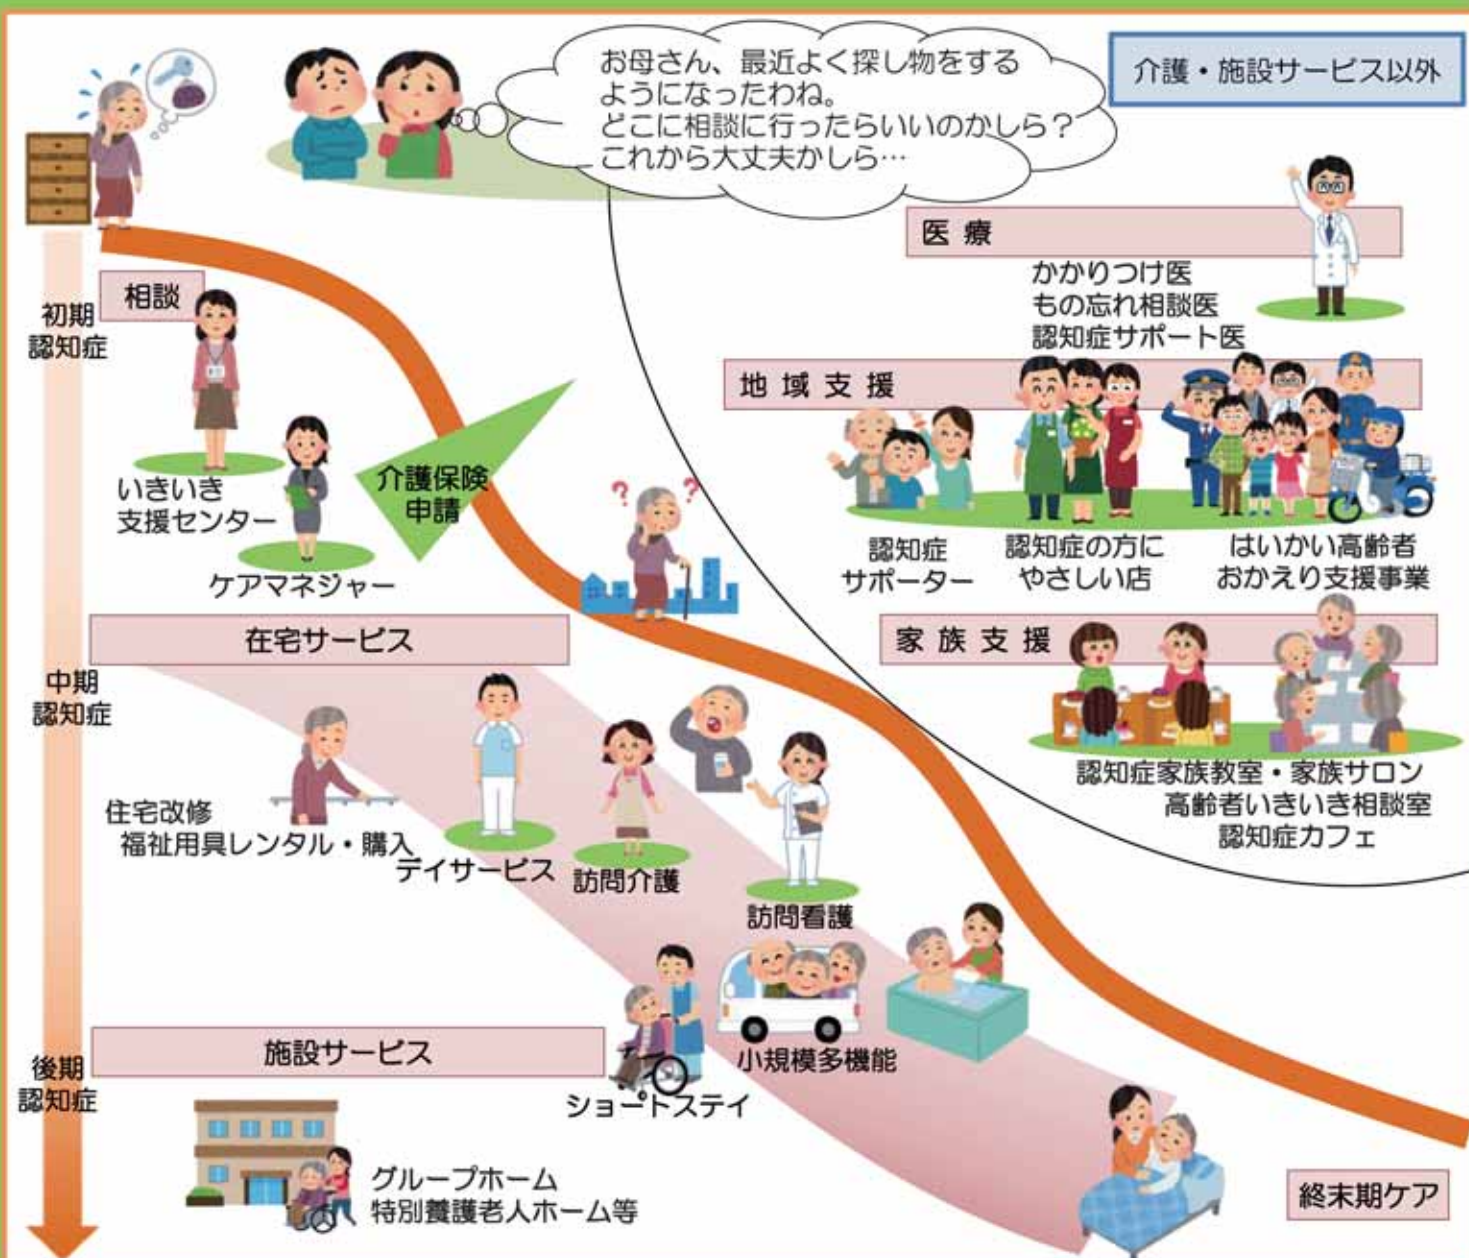 お母さん、最近よく探し物をする
ようになったわね。
どこに相談に行ったらいいのかしら？
これから大丈夫かしら…
介護・施設サービス以外
医療
かかりつけ医
もの忘れ相談医
認知症サポート医
地域支援
認知症
サポーター
認知症の方に
やさしい店
はいかい高齢者
おかえり支援事業
家族支援
認知症家族教室・家族サロン
高齢者いきいき相談室
認知症カフェ
初期
認知症
相談
いきいき
支援センター
ケアマネジャー
介護保険
申請
？
？
中期
認知症
在宅サービス
住宅改修
福祉用具レンタル・購入
デイサービス
訪問介護
訪問看護
小規模多機能
ショートステイ
後期
認知症
施設サービス
グループホーム
特別養護老人ホーム等
終末期ケア